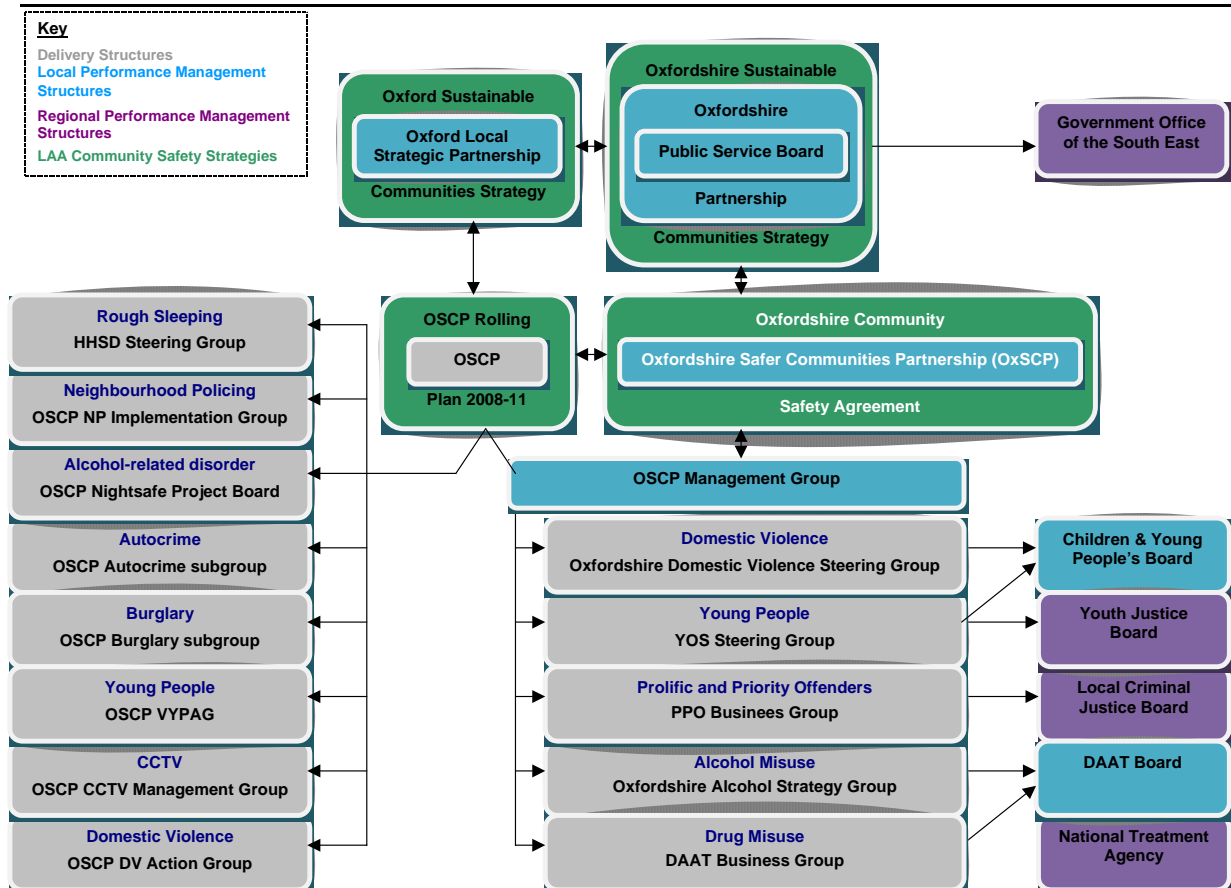 Key
Delivery Structures
Local Performance Management
Structures
Regional Performance Management
Structures
LAA Community Safety Strategies
Oxford Sustainable
Oxford Local
Strategic Partnership
Communities Strategy
Oxfordshire Sustainable
Oxfordshire
Public Service Board
Partnership
Communities Strategy
Government Office
of the South East
OSCP Rolling
OSCP
Plan 2008-11
Oxfordshire Community
Oxfordshire Safer Communities Partnership (OxSCP)
Safety Agreement
OSCP Management Group
Rough Sleeping
HHSD Steering Group
Neighbourhood Policing
OSCP NP Implementation Group
Alcohol-related disorder
OSCP Nightsafe Project Board
Autocrime
OSCP Autocrime subgroup
Burglary
OSCP Burglary subgroup
Young People
OSCP VYPAG
CCTV
OSCP CCTV Management Group
Domestic Violence
OSCP DV Action Group
Domestic Violence
Oxfordshire Domestic Violence Steering Group
Young People
YOS Steering Group
Prolific and Priority Offenders
PPO Businees Group
Alcohol Misuse
Oxfordshire Alcohol Strategy Group
Drug Misuse
DAAT Business Group
Children & Young
People's Board
Youth Justice
Board
Local Criminal
Justice Board
DAAT Board
National Treatment
Agency